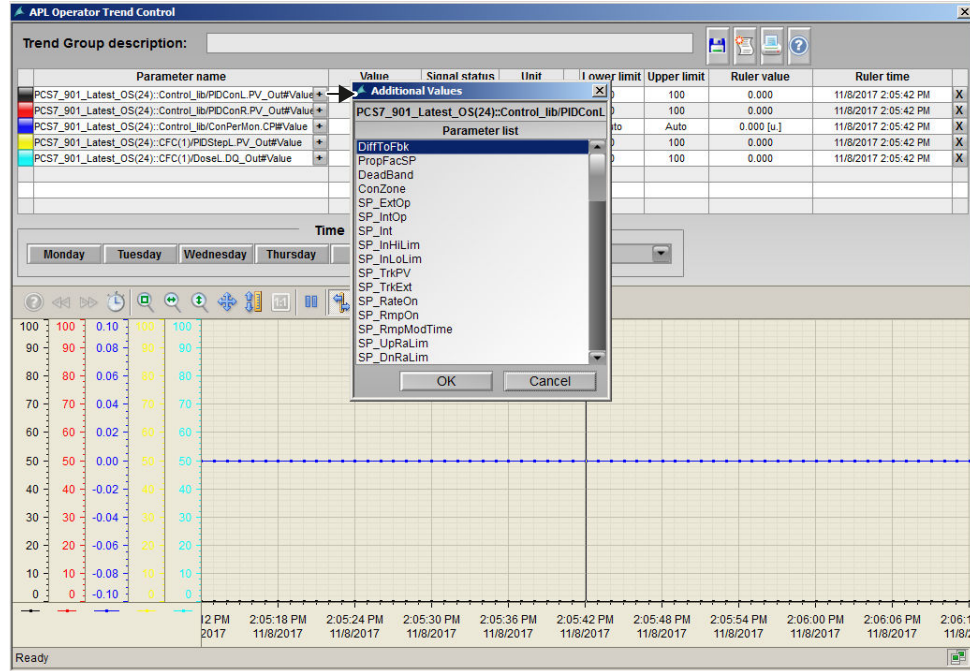 APL Operator Trend Control
Trend Group description:
Parameter name Value Signal status Unit Lower limit Upper limit Ruler value Ruler time
PCS7_901_Latest_OS(24)::Control_lib/PIDConL.PV_Out#Value + 100 0.000 11/8/2017 2:05:42 PM X
PCS7_901_Latest_OS(24)::Control_lib/PIDConR.PV_Out#Value + 100 0.000 11/8/2017 2:05:42 PM X
PCS7_901_Latest_OS(24)::Control_lib/ConPerMon.CPI#Value + Auto 0.000 [u.] 11/8/2017 2:05:42 PM X
PCS7_901_Latest_OS(24)::CFC(1)/PIDStepL.PV_Out#Value + 100 0.000 11/8/2017 2:05:42 PM X
PCS7_901_Latest_OS(24)::CFC(1)/DoseL.DQ_Out#Value + 100 0.000 11/8/2017 2:05:42 PM X
Additional Values
PCS7_901_Latest_OS(24)::Control_lib/PIDConL
Parameter list
DiffToFbk
PropFacSP
DeadBand
ConZone
SP_ExtOp
SP_IntOp
SP_Int
SP_InHiLim
SP_InLoLim
SP_TrkPV
SP_TrkExt
SP_RateOn
SP_RmpOn
SP_RmpModTime
SP_UpRaLim
SP_DnRaLim
OK Cancel
Time
Monday Tuesday Wednesday Thursday
1:1
100 100 0.10 100 100
90 90 0.08 90 90
80 80 0.06 80 80
70 70 0.04 70 70
60 60 0.02 60 60
50 50 0.00 50 50
40 40 -0.02 40 40
30 30 -0.04 30 30
20 20 -0.06 20 20
10 10 -0.08 10 10
0 0 -0.10 0 0
12 PM 2:05:18 PM 2:05:24 PM 2:05:30 PM 2:05:36 PM 2:05:42 PM 2:05:48 PM 2:05:54 PM 2:06:00 PM 2:06:06 PM 2:06:1
2017 11/8/2017 11/8/2017 11/8/2017 11/8/2017 11/8/2017 11/8/2017 11/8/2017 11/8/2017 11/8/2017 11/8/
Ready